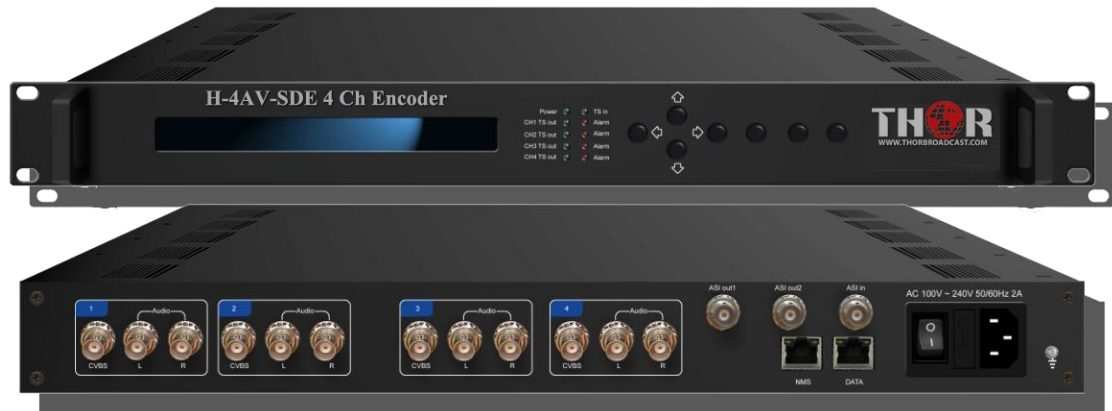 H-4AV-SDE 4 Ch Encoder
Power TS in
CH1 TS out Alarm
CH2 TS out Alarm
CH3 TS out Alarm
CH4 TS out Alarm
THOR
WWW.THORBROADCAST.COM
1 2 3 4
Audio Audio Audio Audio
CVBS L R CVBS L R CVBS L R CVBS L R
ASI out1 ASI out2 ASI in
NMS DATA
AC 100V ~ 240V 50/60Hz 2A
O
I